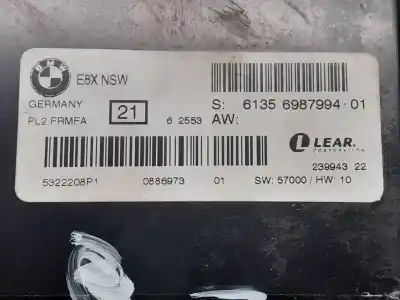 BMW
E8X NSW
GERMANY
PL2 FRMFA
21
6 2553
S: 6135 6987994-01
AW:
LEAR.
CORPORATION
239943 22
5322208P1
0886973
01
SW: 57000 / HW: 10